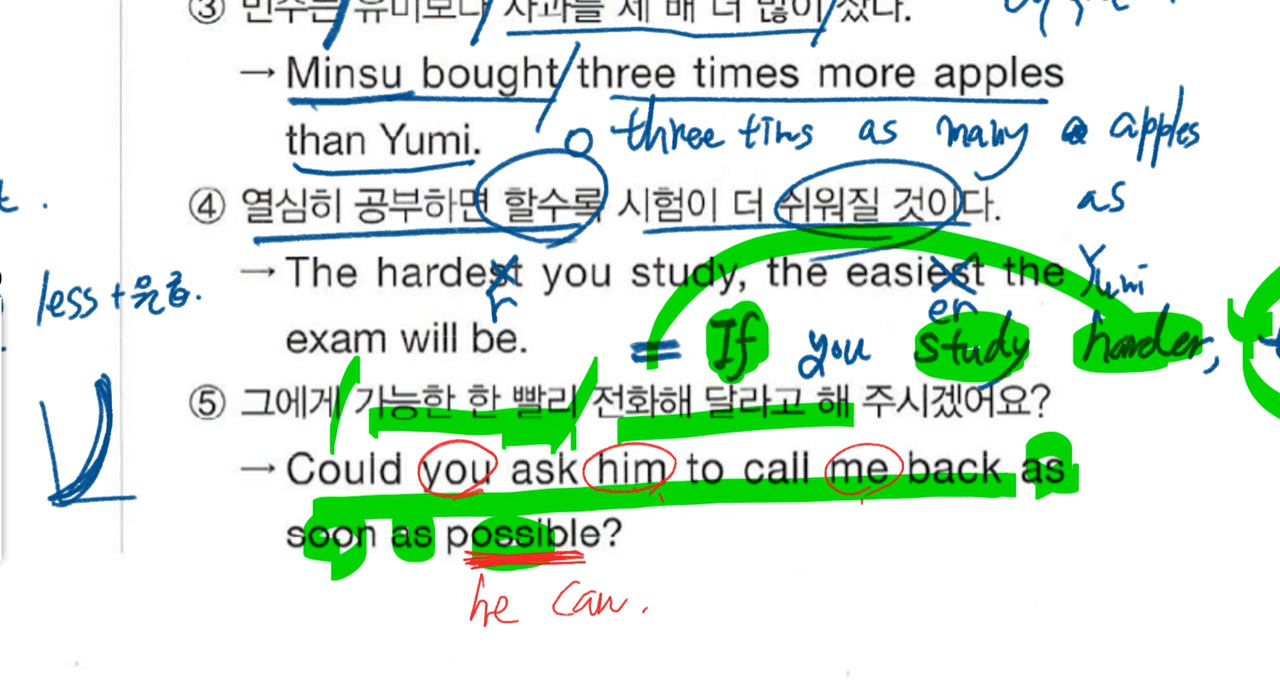 ③ 민수는 유미보다 사과를 세 배 더 많이 샀다.
→ Minsu bought three times more apples
than Yumi.
three tims as many apples
as
Yumi
④ 열심히 공부하면 할수록 시험이 더 쉬워질 것이다.
→ The hardest you study, the easiest the
r
er
exam will be.
= If you study harder,
less + 원급.
⑤ 그에게 가능한 한 빨리 전화해 달라고 해 주시겠어요?
→ Could you ask him to call me back as
soon as possible?
he can.